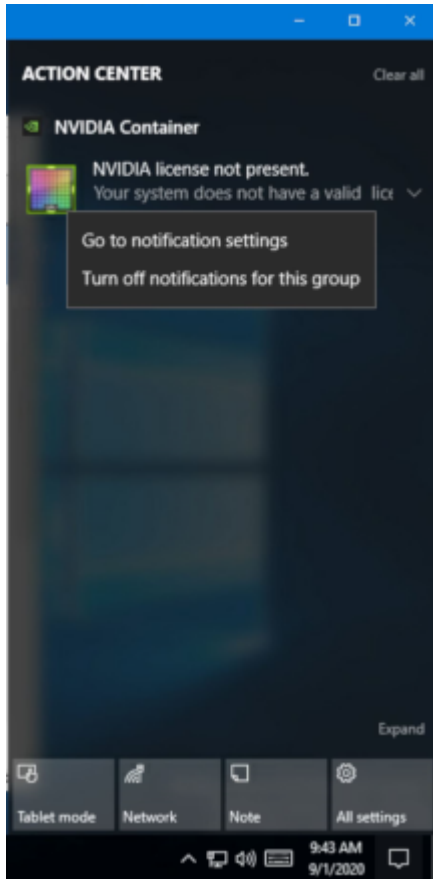 ACTION CENTER Clear all
NVIDIA Container
NVIDIA license not present.
Your system does not have a valid lice
Go to notification settings
Turn off notifications for this group
Expand
Tablet mode Network Note All settings
9:43 AM
9/1/2020